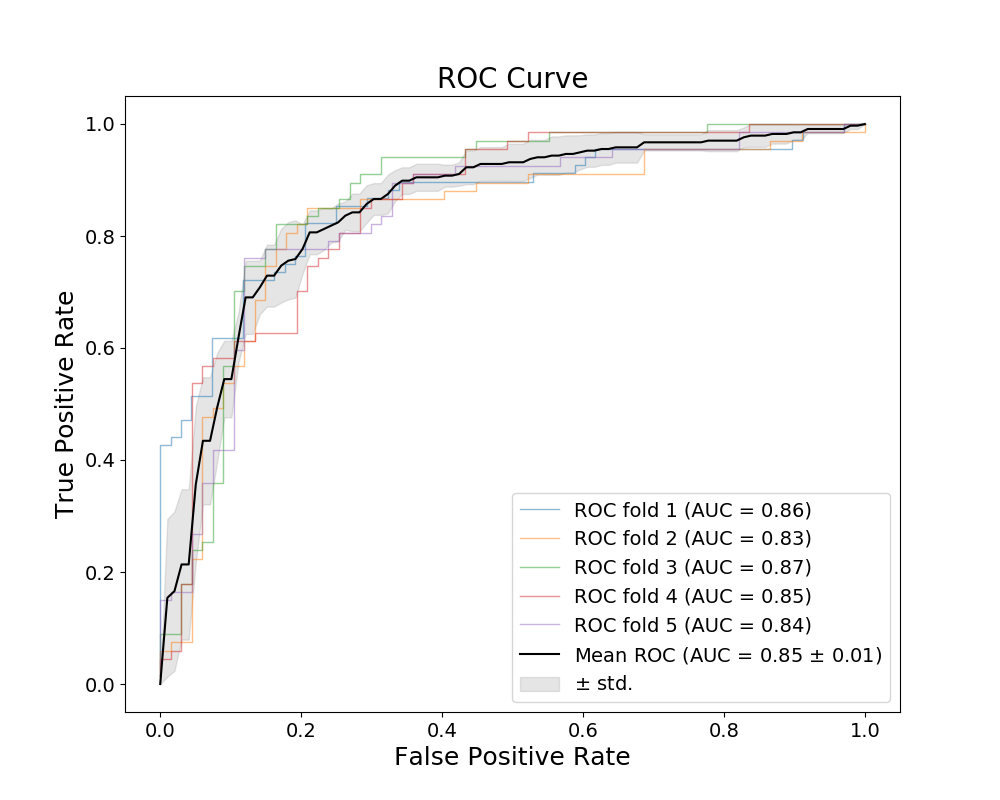 ROC Curve
1.0
0.8
0.6
0.4
0.2
0.0
True Positive Rate
0.0 0.2 0.4 0.6 0.8 1.0
False Positive Rate
ROC fold 1 (AUC = 0.86)
ROC fold 2 (AUC = 0.83)
ROC fold 3 (AUC = 0.87)
ROC fold 4 (AUC = 0.85)
ROC fold 5 (AUC = 0.84)
Mean ROC (AUC = 0.85 ± 0.01)
± std.